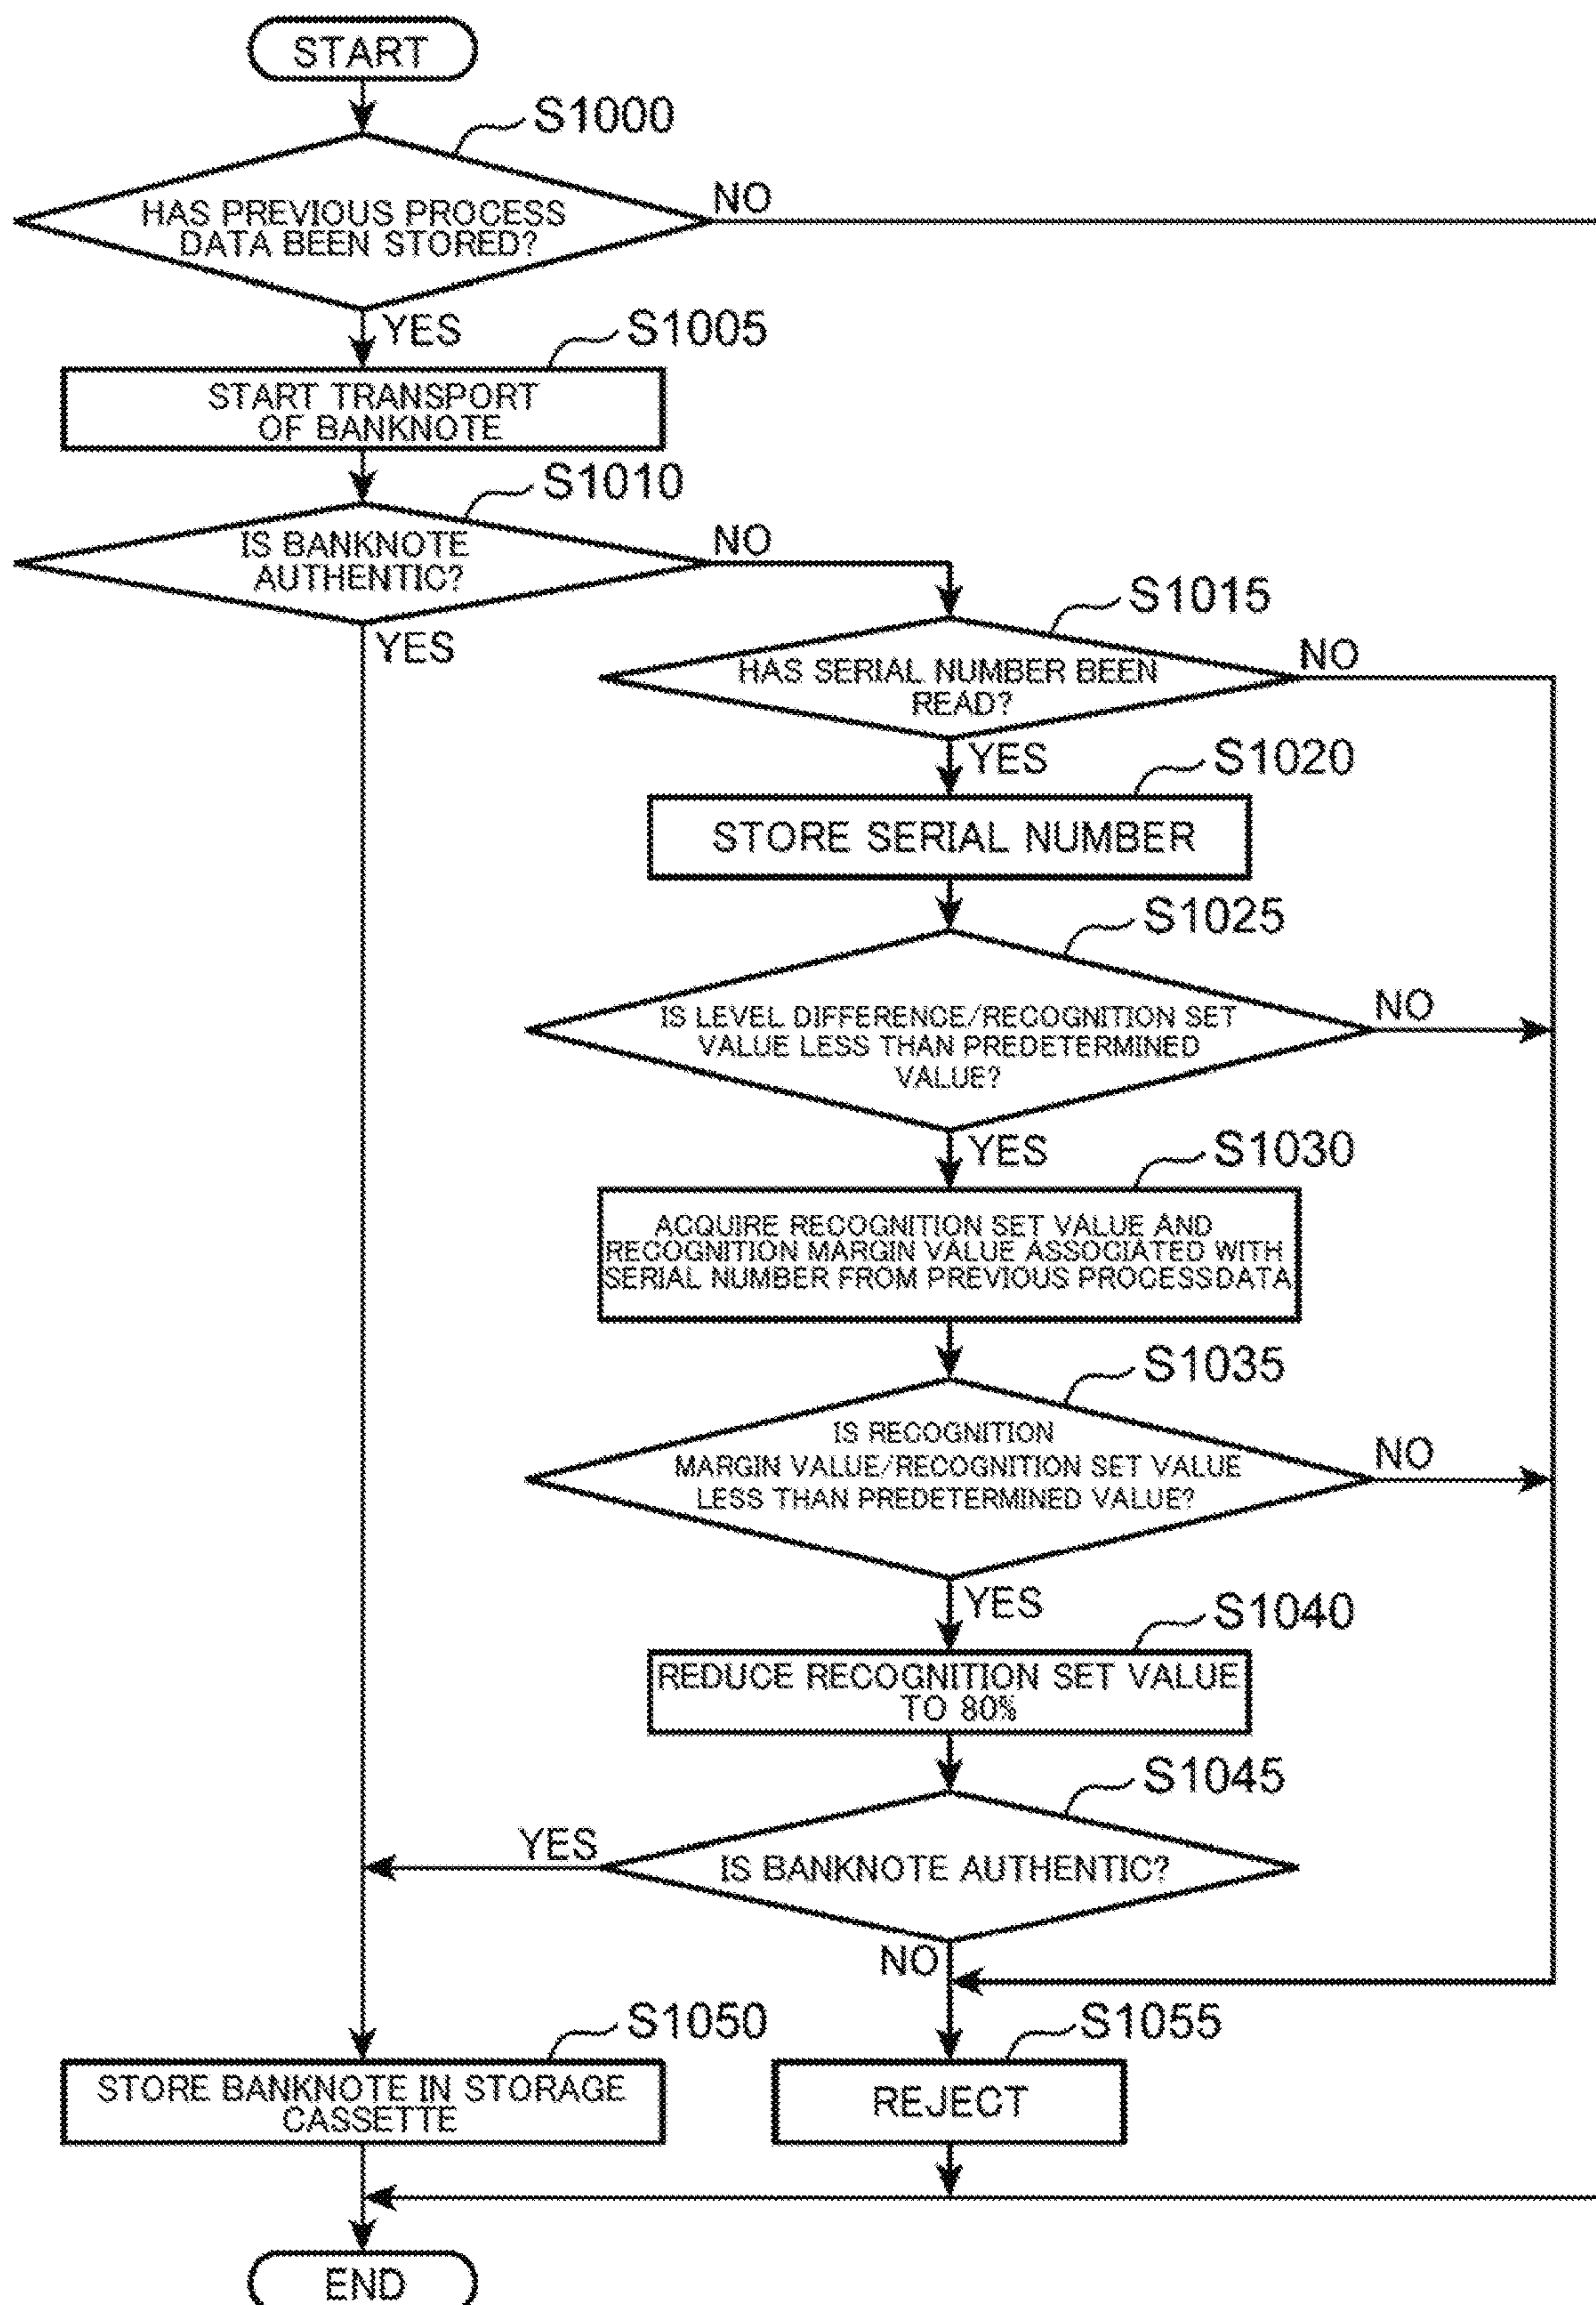 START
S1000
HAS PREVIOUS PROCESS
DATA BEEN STORED?
NO
YES
S1005
START TRANSPORT
OF BANKNOTE
S1010
IS BANKNOTE
AUTHENTIC?
NO
YES
S1015
HAS SERIAL NUMBER BEEN
READ?
NO
YES
S1020
STORE SERIAL NUMBER
S1025
IS LEVEL DIFFERENCE/RECOGNITION SET
VALUE LESS THAN PREDETERMINED
VALUE?
NO
YES
S1030
ACQUIRE RECOGNITION SET VALUE AND
RECOGNITION MARGIN VALUE ASSOCIATED WITH
SERIAL NUMBER FROM PREVIOUS PROCESS DATA
S1035
IS RECOGNITION
MARGIN VALUE/RECOGNITION SET VALUE
LESS THAN PREDETERMINED VALUE?
NO
YES
S1040
REDUCE RECOGNITION SET VALUE
TO 80%
S1045
IS BANKNOTE AUTHENTIC?
YES
NO
S1050
STORE BANKNOTE IN STORAGE
CASSETTE
S1055
REJECT
END